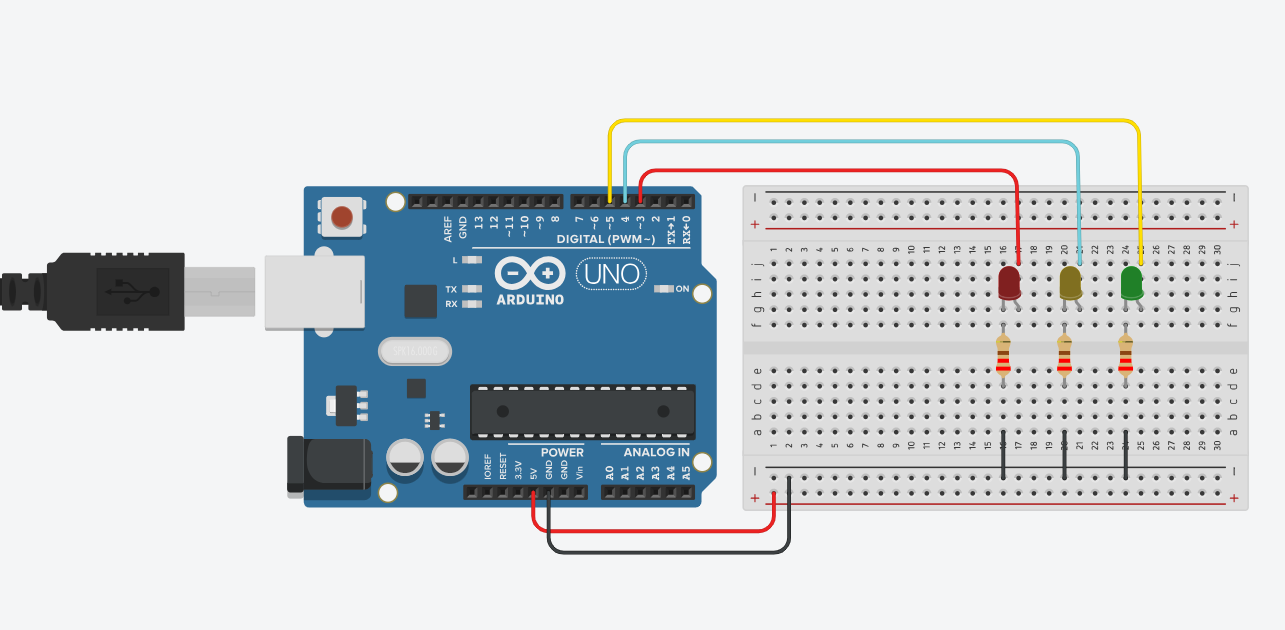 AREF
GND
13
12
~11
~10
~9
8
7
~6
~5
4
~3
2
TX→1
RX←0
DIGITAL (PWM~)
L
TX
RX
UNO
ARDUINO
ON
POWER
ANALOG IN
IOREF
RESET
3.3V
5V
GND
GND
Vin
A0
A1
A2
A3
A4
A5
− −
+ +
1 2 3 4 5 6 7 8 9 10 11 12 13 14 15 16 17 18 19 20 21 22 23 24 25 26 27 28 29 30
j j
i i
h h
g g
f f
e e
d d
c c
b b
a a
1 2 3 4 5 6 7 8 9 10 11 12 13 14 15 16 17 18 19 20 21 22 23 24 25 26 27 28 29 30
− −
+ +